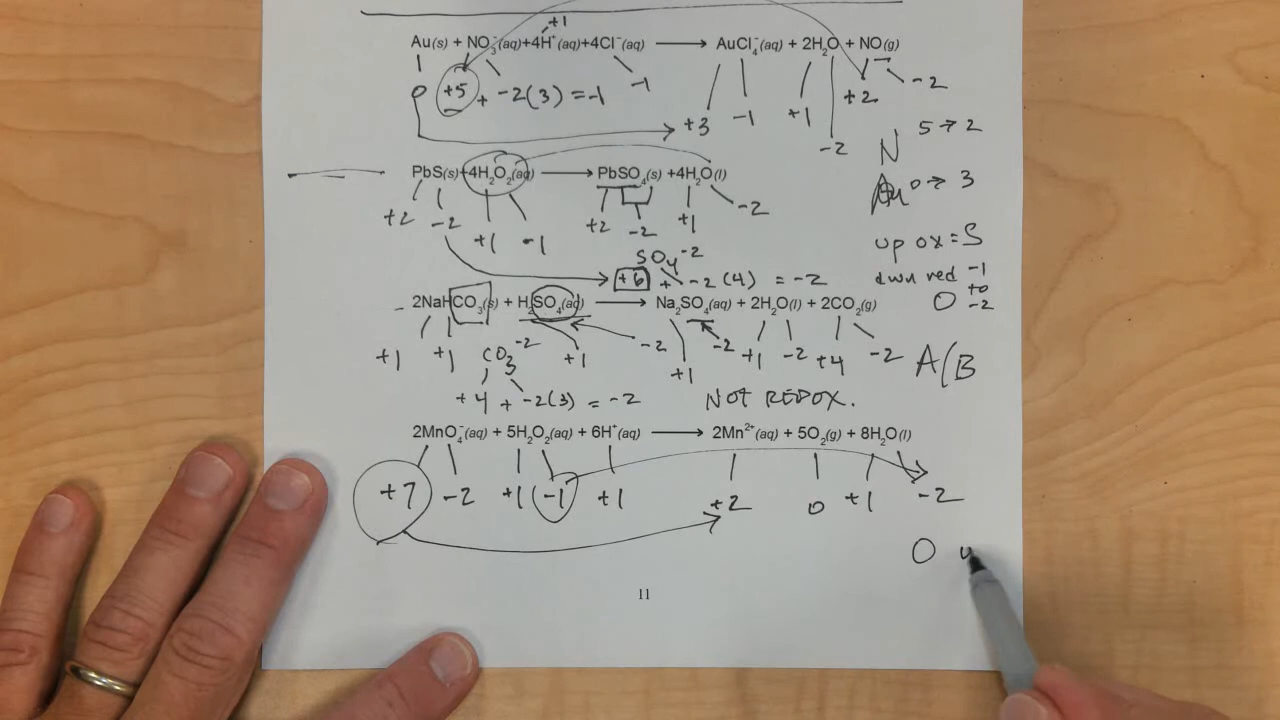 +1
Au(s) + NO₃⁻(aq)+4H⁺(aq)+4Cl⁻(aq) ⟶ AuCl₄⁻(aq) + 2H₂O + NO(g)
0 +5 + -2(3) = -1 -1 +3 -1 +1 -2 +2 -2
N 5→2
PbS(s)+4H₂O₂(aq) ⟶ PbSO₄(s) +4H₂O(l)
Au 0→3
+2 -2 +1 -1 +2 -2 +1 -2
up ox = S
SO₄⁻²
+6 + -2(4) = -2
dwn red -1
+0
O -2
2NaHCO₃(s) + H₂SO₄(aq) ⟶ Na₂SO₄(aq) + 2H₂O(l) + 2CO₂(g)
+1 +1 CO₃⁻² +1 -2 +1 -2 +1 -2 +4 -2 A/B
+4 + -2(3) = -2 NOT REDOX.
2MnO₄⁻(aq) + 5H₂O₂(aq) + 6H⁺(aq) ⟶ 2Mn²⁺(aq) + 5O₂(g) + 8H₂O(l)
+7 -2 +1 -1 +1 +2 0 +1 -2
O
11